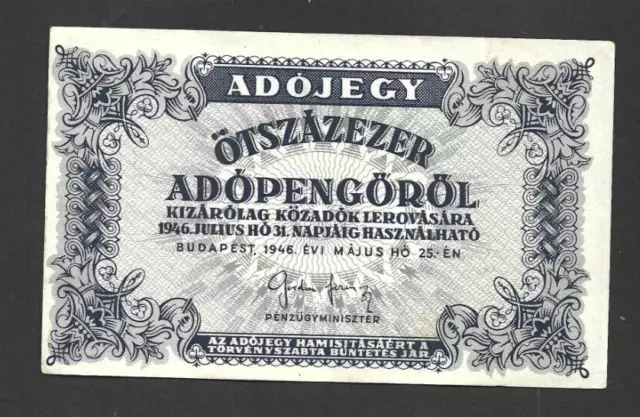 ADÓJEGY
ÖTSZÁZEZER
ADÓPENGŐRŐL
KIZÁRÓLAG KÖZADÓK LEROVÁSÁRA
1946. JULIUS HÓ 31. NAPJÁIG HASZNÁLHATÓ
BUDAPEST, 1946. ÉVI MÁJUS HÓ 25.-ÉN
PÉNZÜGYMINISZTER
AZ ADÓJEGY HAMISITÁSÁÉRT A
TÖRVÉNYSZABTA BÜNTETÉS JÁR